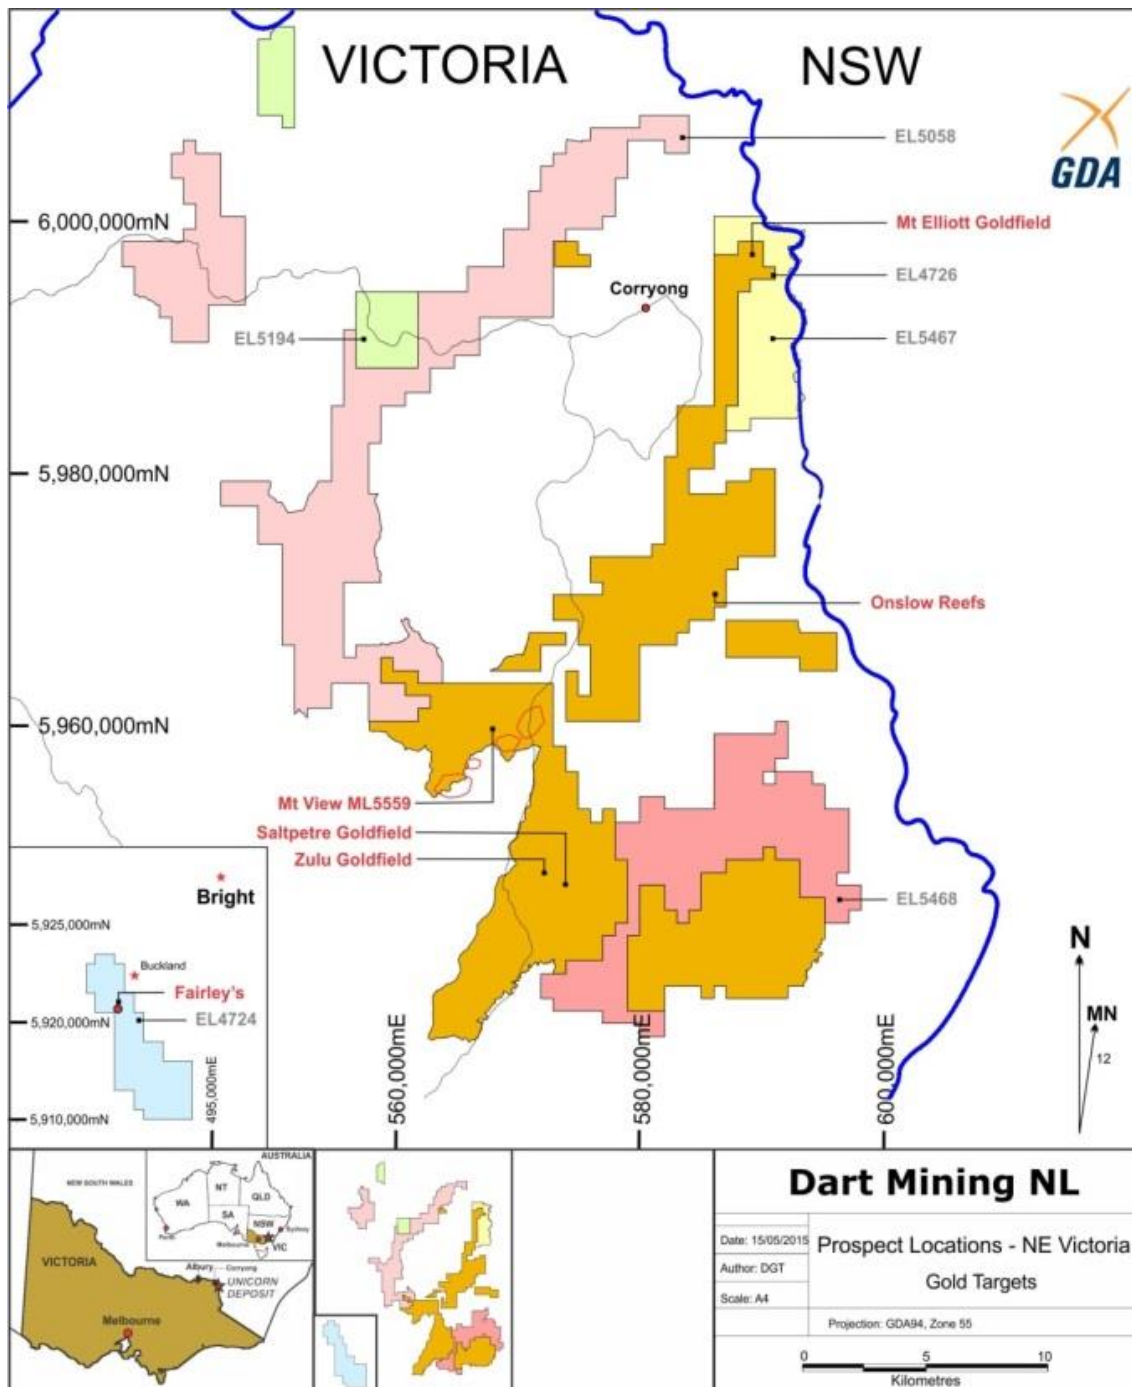 VICTORIA
NSW
GDA
EL5058
6,000,000mN
Mt Elliott Goldfield
EL4726
Corryong
EL5194
EL5467
5,980,000mN
Onslow Reefs
5,960,000mN
Mt View ML5559
Saltpetre Goldfield
Zulu Goldfield
EL5468
Bright
5,925,000mN
Buckland
Fairley's
EL4724
5,920,000mN
495,000mE
5,910,000mN
560,000mE
580,000mE
600,000mE
N
MN
12
NEW SOUTH WALES
VICTORIA
Albury
Corryong
UNICORN
DEPOSIT
Melbourne
AUSTRALIA
WA
NT
QLD
SA
NSW
VIC
Perth
Sydney
Melbourne
Dart Mining NL
Date: 15/05/2015
Author: DGT
Scale: A4
Prospect Locations - NE Victoria
Gold Targets
Projection: GDA94, Zone 55
0
5
10
Kilometres